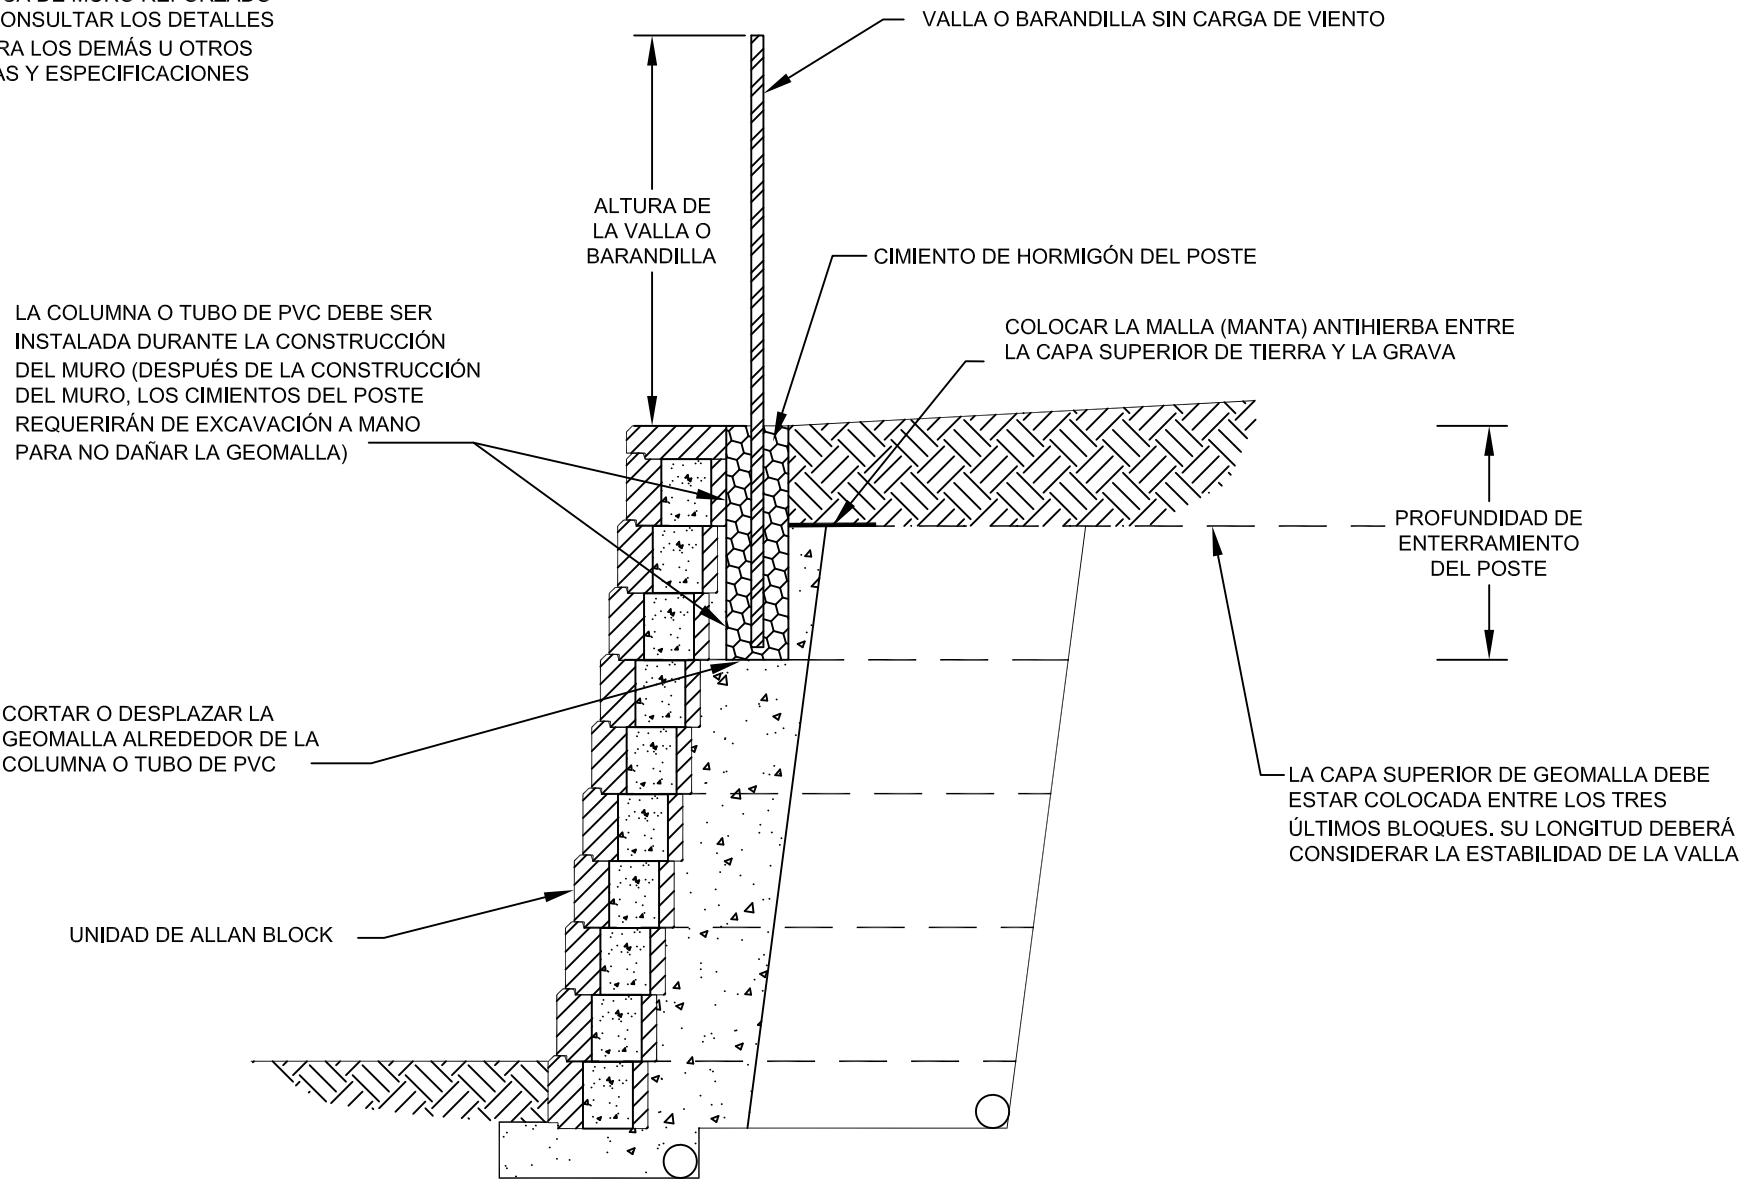 DE MURO REFORZADO
CONSULTAR LOS DETALLES
LOS DEMÁS U OTROS
Y ESPECIFICACIONES
VALLA O BARANDILLA SIN CARGA DE VIENTO
ALTURA DE
LA VALLA O
BARANDILLA
CIMIENTO DE HORMIGÓN DEL POSTE
LA COLUMNA O TUBO DE PVC DEBE SER
INSTALADA DURANTE LA CONSTRUCCIÓN
DEL MURO (DESPUÉS DE LA CONSTRUCCIÓN
DEL MURO, LOS CIMIENTOS DEL POSTE
REQUERIRÁN DE EXCAVACIÓN A MANO
PARA NO DAÑAR LA GEOMALLA)
COLOCAR LA MALLA (MANTA) ANTIHIERBA ENTRE
LA CAPA SUPERIOR DE TIERRA Y LA GRAVA
PROFUNDIDAD DE
ENTERRAMIENTO
DEL POSTE
CORTAR O DESPLAZAR LA
GEOMALLA ALREDEDOR DE LA
COLUMNA O TUBO DE PVC
LA CAPA SUPERIOR DE GEOMALLA DEBE
ESTAR COLOCADA ENTRE LOS TRES
ÚLTIMOS BLOQUES. SU LONGITUD DEBERÁ
CONSIDERAR LA ESTABILIDAD DE LA VALLA
UNIDAD DE ALLAN BLOCK